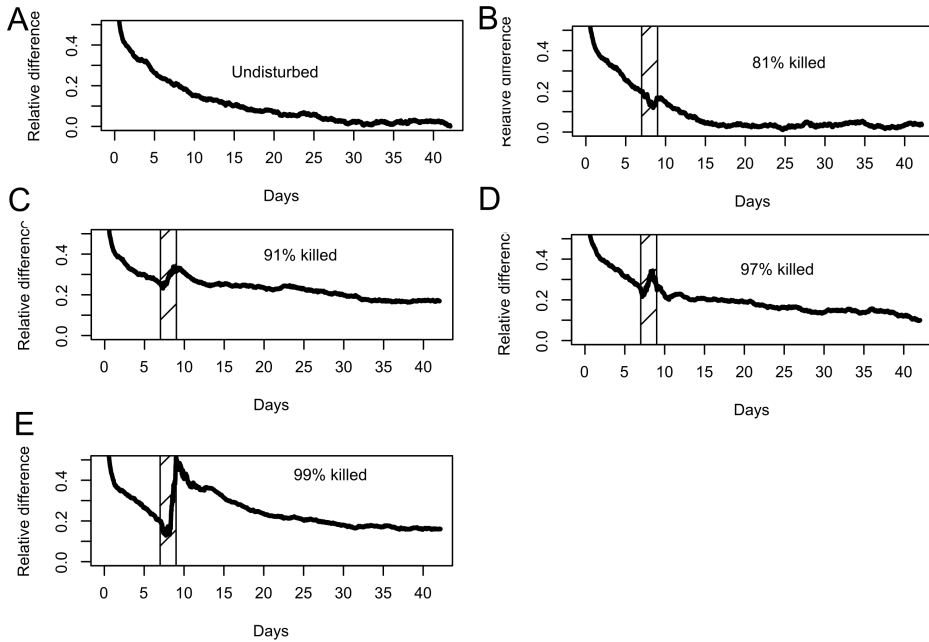 A
Relative difference
0.0 0.2 0.4
Undisturbed
0 5 10 15 20 25 30 35 40
Days
B
Relative difference
0.0 0.2 0.4
81% killed
0 5 10 15 20 25 30 35 40
Days
C
Relative differenc
0.0 0.2 0.4
91% killed
0 5 10 15 20 25 30 35 40
Days
D
Relative differenc
0.0 0.2 0.4
97% killed
0 5 10 15 20 25 30 35 40
Days
E
Relative difference
0.0 0.2 0.4
99% killed
0 5 10 15 20 25 30 35 40
Days